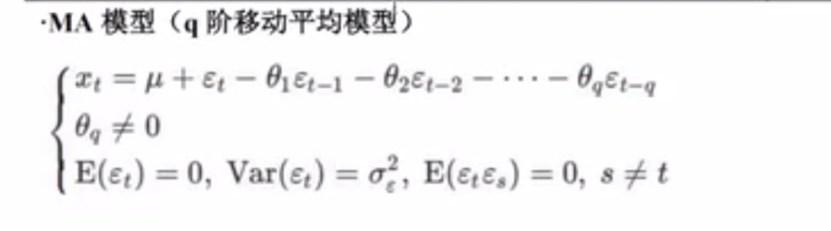 ·MA 模型（q 阶移动平均模型）
x_t = μ + ε_t − θ_1ε_{t−1} − θ_2ε_{t−2} − ⋯ − θ_qε_{t−q}
θ_q ≠ 0
E(ε_t) = 0, Var(ε_t) = σ_ε^2, E(ε_tε_s) = 0, s ≠ t